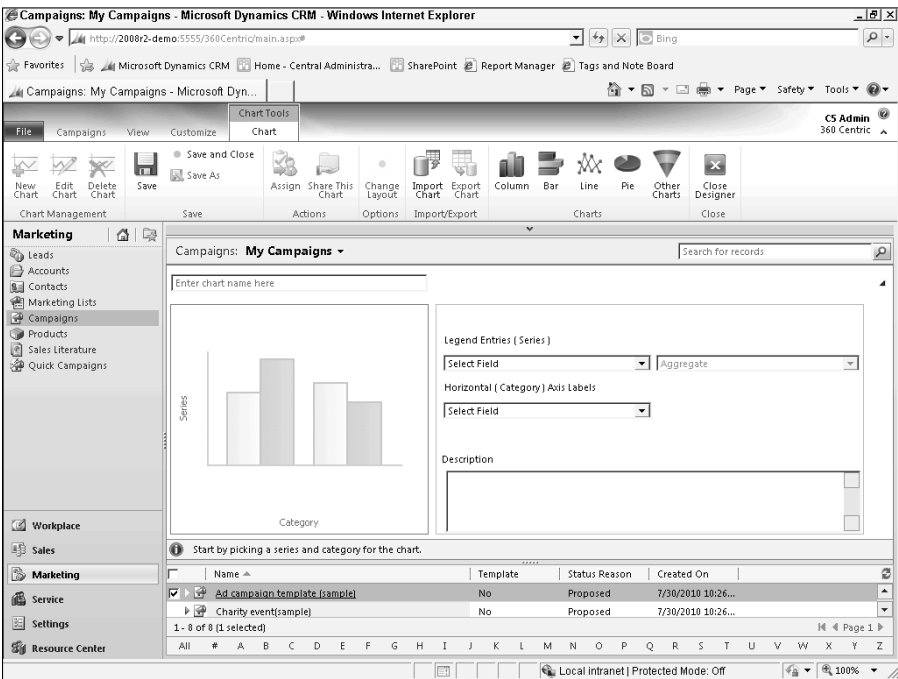 Campaigns: My Campaigns - Microsoft Dynamics CRM - Windows Internet Explorer
http://2008r2-demo:5555/360Centric/main.aspx#
Bing
Favorites Microsoft Dynamics CRM Home - Central Administra... SharePoint Report Manager Tags and Note Board
Campaigns: My Campaigns - Microsoft Dyn...
Page Safety Tools
Chart Tools
File Campaigns View Customize Chart
C5 Admin
360 Centric
New Chart
Edit Chart
Delete Chart
Save
Save and Close
Save As
Assign
Share This Chart
Change Layout
Import Chart
Export Chart
Column Bar Line Pie
Other Charts
Close Designer
Chart Management Save Actions Options Import/Export Charts Close
Marketing
Leads
Accounts
Contacts
Marketing Lists
Campaigns
Products
Sales Literature
Quick Campaigns
Workplace
Sales
Marketing
Service
Settings
Resource Center
Campaigns: My Campaigns
Search for records
Enter chart name here
Series
Category
Legend Entries ( Series )
Select Field Aggregate
Horizontal ( Category ) Axis Labels
Select Field
Description
Start by picking a series and category for the chart.
Name Template Status Reason Created On
Ad campaign template (sample) No Proposed 7/30/2010 10:26...
Charity event(sample) No Proposed 7/30/2010 10:26...
1 - 8 of 8 (1 selected) Page 1
All # A B C D E F G H I J K L M N O P Q R S T U V W X Y Z
Local intranet | Protected Mode: Off 100%